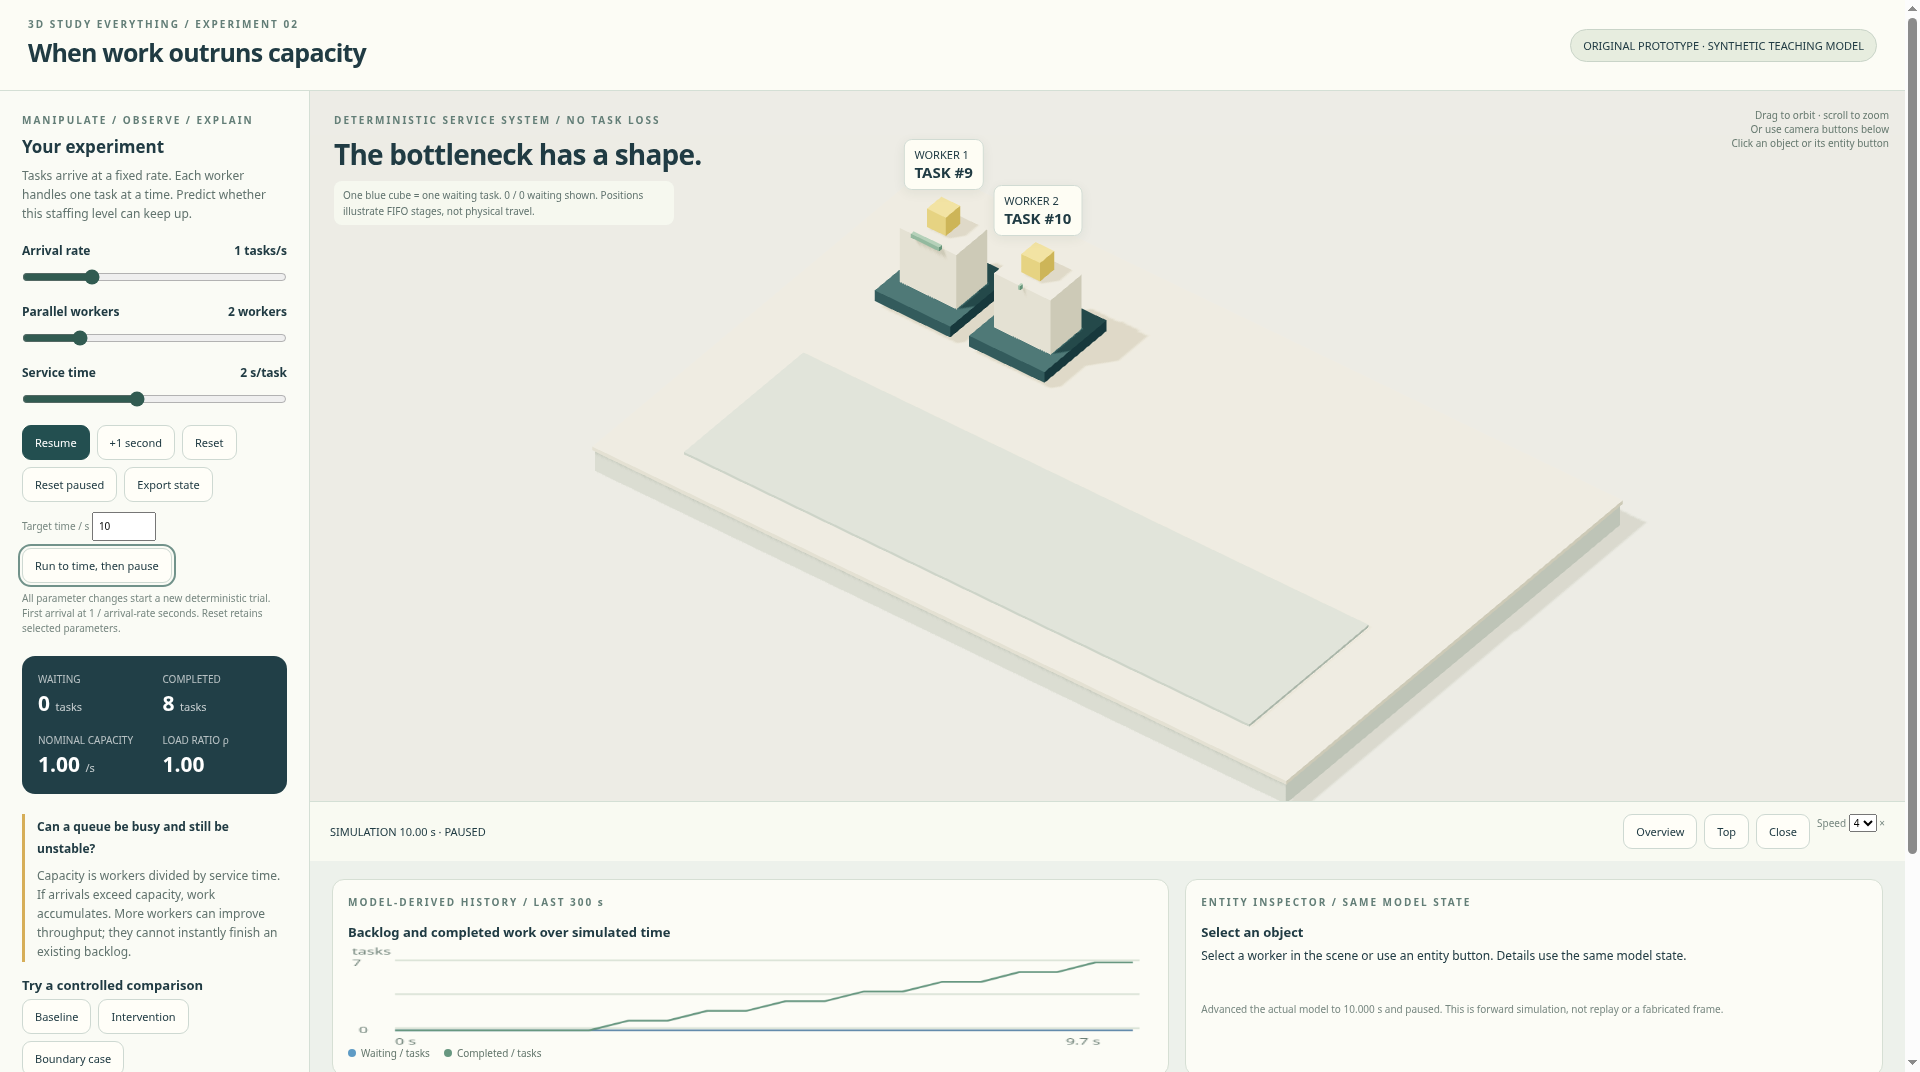 3D STUDY EVERYTHING / EXPERIMENT 02
When work outruns capacity
ORIGINAL PROTOTYPE · SYNTHETIC TEACHING MODEL
MANIPULATE / OBSERVE / EXPLAIN
Your experiment
Tasks arrive at a fixed rate. Each worker
handles one task at a time. Predict whether
this staffing level can keep up.
Arrival rate 1 tasks/s
Parallel workers 2 workers
Service time 2 s/task
Resume +1 second Reset
Reset paused Export state
Target time / s 10
Run to time, then pause
All parameter changes start a new deterministic trial.
First arrival at 1 / arrival-rate seconds. Reset retains
selected parameters.
WAITING COMPLETED
0 tasks 8 tasks
NOMINAL CAPACITY LOAD RATIO ρ
1.00 /s 1.00
Can a queue be busy and still be
unstable?
Capacity is workers divided by service time.
If arrivals exceed capacity, work
accumulates. More workers can improve
throughput; they cannot instantly finish an
existing backlog.
Try a controlled comparison
Baseline Intervention
Boundary case
DETERMINISTIC SERVICE SYSTEM / NO TASK LOSS
The bottleneck has a shape.
One blue cube = one waiting task. 0 / 0 waiting shown. Positions
illustrate FIFO stages, not physical travel.
Drag to orbit · scroll to zoom
Or use camera buttons below
Click an object or its entity button
WORKER 1
TASK #9
WORKER 2
TASK #10
SIMULATION 10.00 s · PAUSED
Overview Top Close Speed 4 ×
MODEL-DERIVED HISTORY / LAST 300 s
Backlog and completed work over simulated time
tasks
7
0
0 s 9.7 s
Waiting / tasks Completed / tasks
ENTITY INSPECTOR / SAME MODEL STATE
Select an object
Select a worker in the scene or use an entity button. Details use the same model state.
Advanced the actual model to 10.000 s and paused. This is forward simulation, not replay or a fabricated frame.